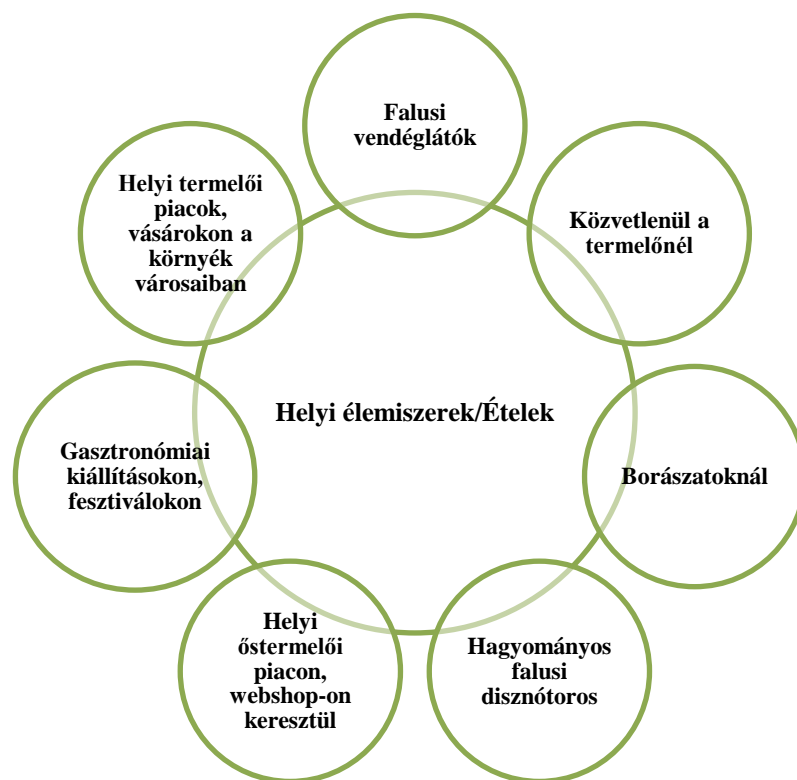 Falusi
vendéglátók
Közvetlenül a
termelőnél
Borászatoknál
Hagyományos
falusi
disznótoros
Helyi
őstermelői
piacon,
webshop-on
keresztül
Gasztronómiai
kiállításokon,
fesztiválokon
Helyi termelői
piacok,
vásárokon a
környék
városaiban
Helyi élemiszerek/Ételek